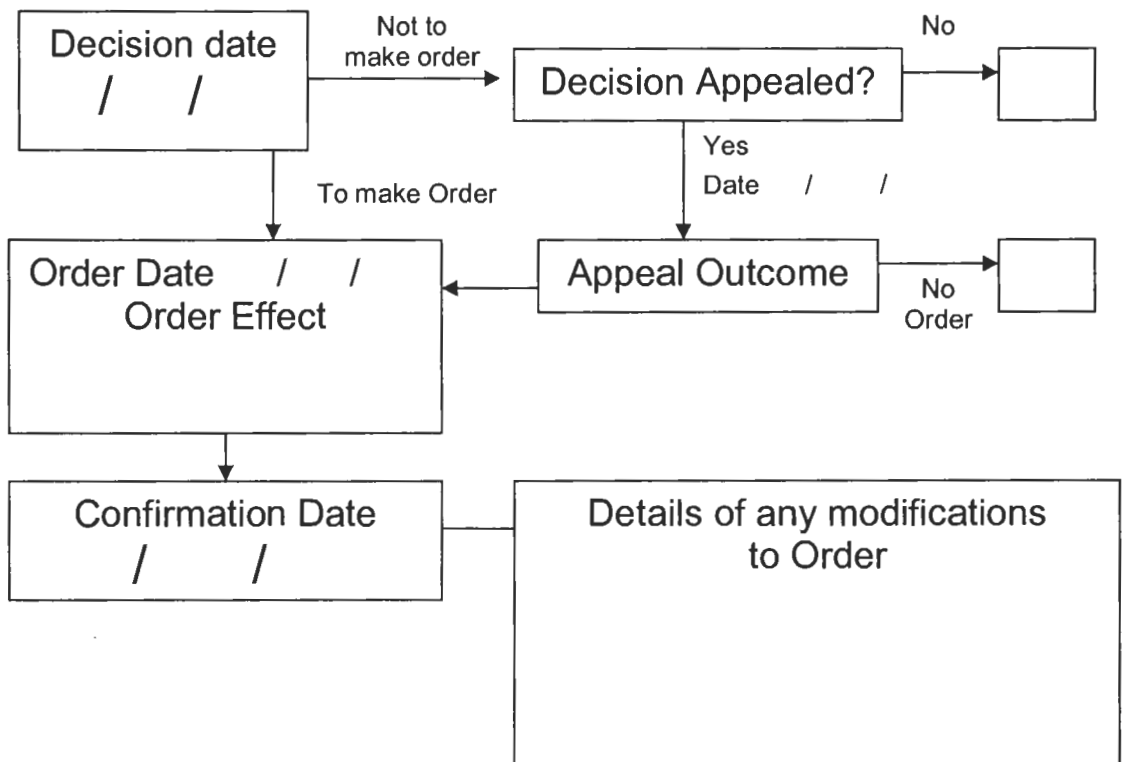 Decision date
/ /
Not to
make order
Decision Appealed?
No
Yes
Date / /
To make Order
Order Date / /
Order Effect
Appeal Outcome
No
Order
Confirmation Date
/ /
Details of any modifications
to Order